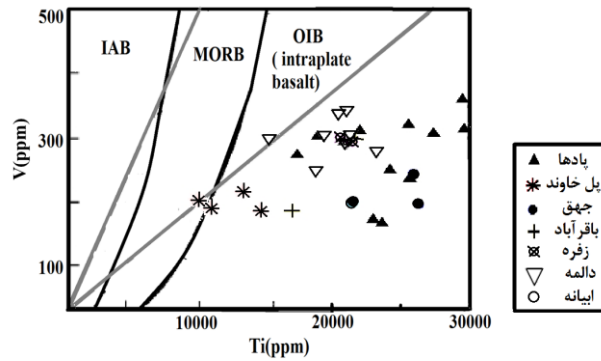 500
300
100
V(ppm)
IAB
MORB
OIB
( intraplate
basalt)
10000
20000
30000
Ti(ppm)
پادها
پل خاوند
جهق
باقرآباد
زفره
دالمه
ابیانه